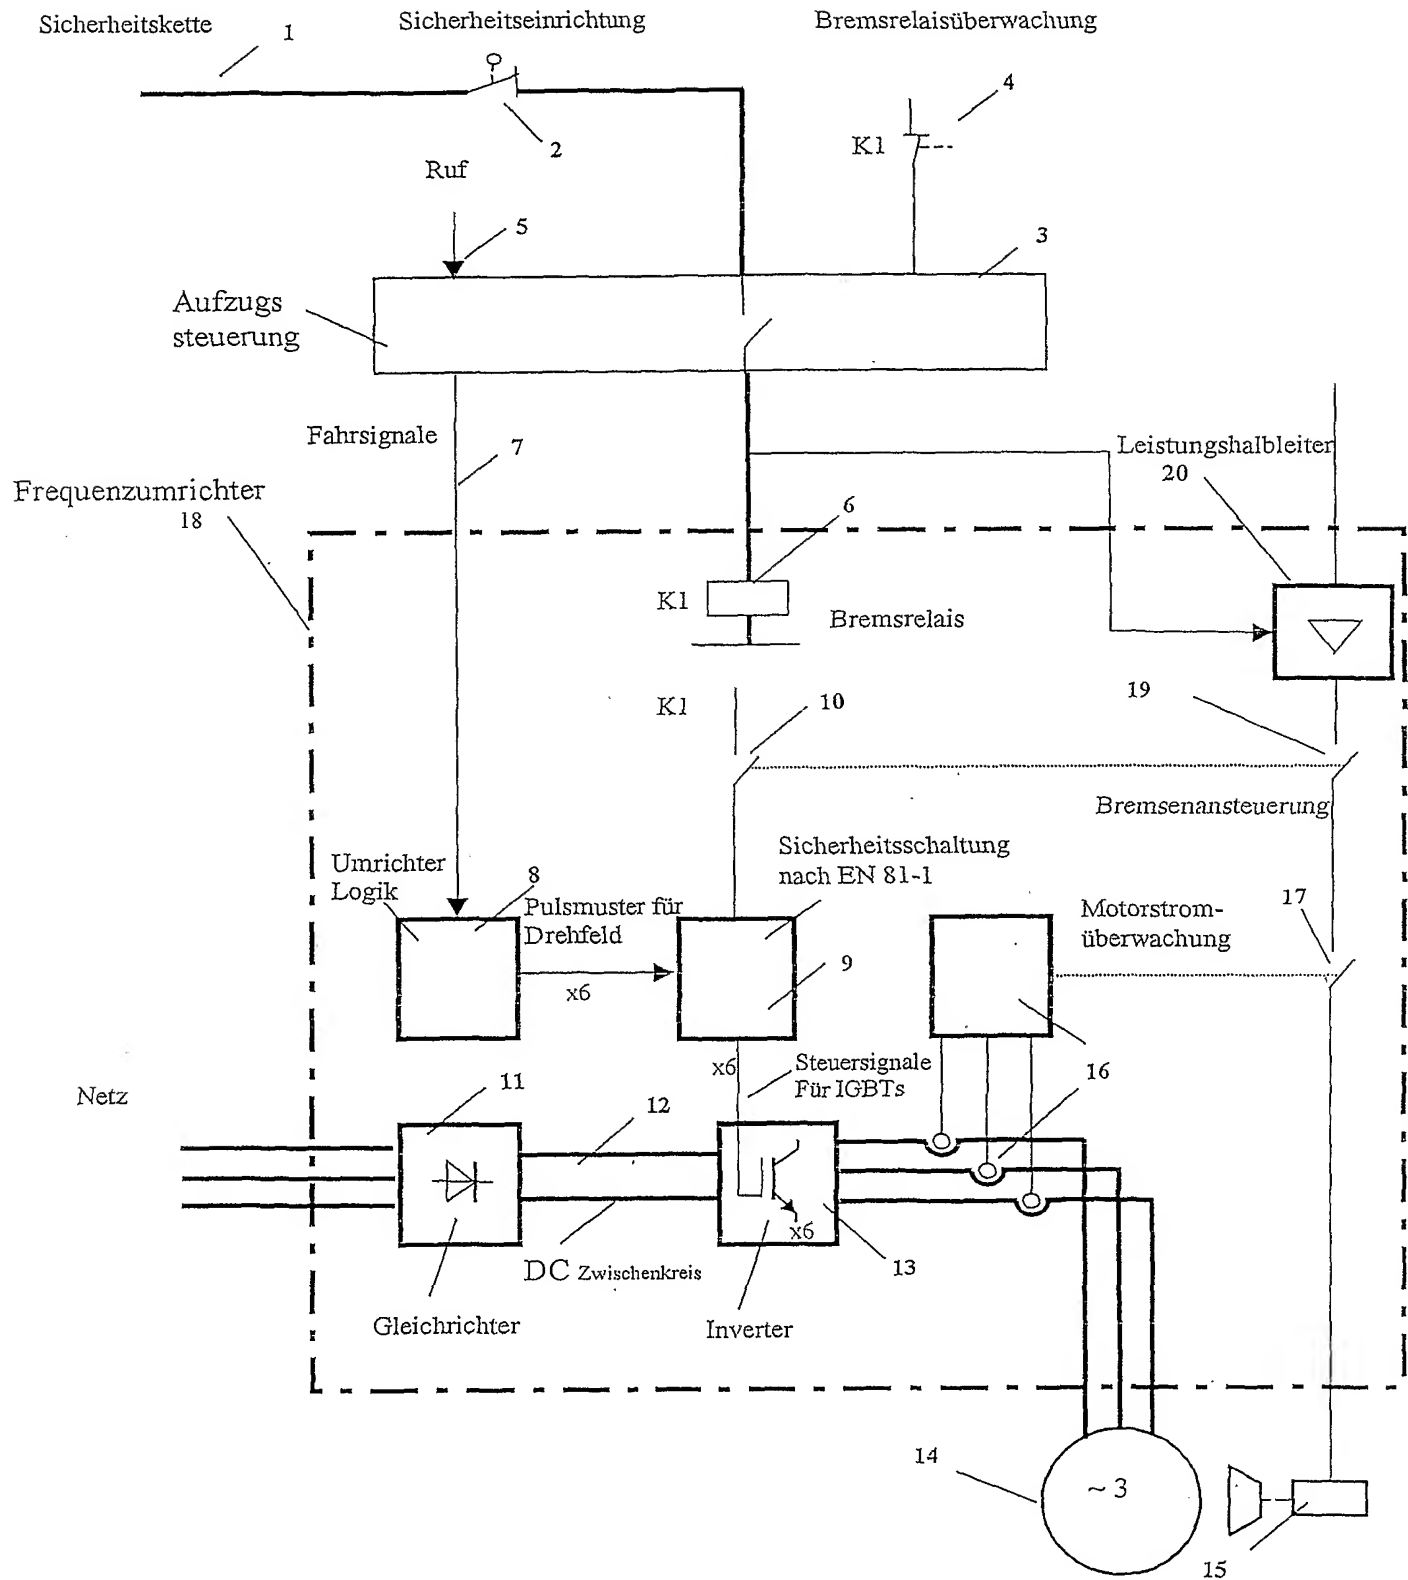 Sicherheitskette
1
Sicherheitseinrichtung
Bremsrelaisüberwachung
2
4
K1
Ruf
5
3
Aufzugs
steuerung
Fahrsignale
7
Leistungshalbleiter
20
Frequenzumrichter
18
6
K1
Bremsrelais
K1
10
19
Bremsenansteuerung
Sicherheitsschaltung
nach EN 81-1
Umrichter
Logik
8
Pulsmuster für
Drehfeld
x6
9
Motorstrom-
überwachung
17
x6
Steuersignale
Für IGBTs
16
Netz
11
12
x6
13
DC Zwischenkreis
Gleichrichter
Inverter
14
~ 3
15